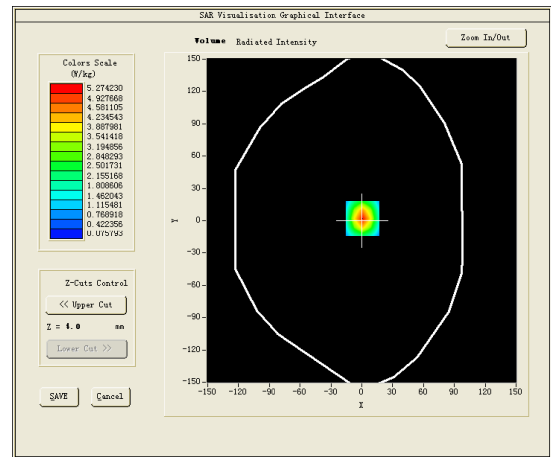 SAR Visualisation Graphical Interface
Volume Radiated Intensity
Zoom In/Out
Colors Scale
(W/kg)
5.274230
4.927668
4.581105
4.234543
3.887981
3.541418
3.194856
2.848293
2.501731
2.155168
1.808606
1.462043
1.115481
0.768918
0.422356
0.075793
150
120
90
60
30
0
-30
-60
-90
-120
-150
Y
-150 -120 -90 -60 -30 0 30 60 90 120 150
X
Z-Cuts Control
<< Upper Cut
Z = 4.0 mm
Lower Cut >>
SAVE Cancel